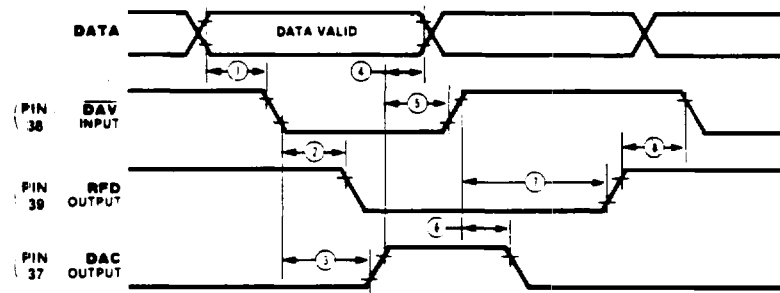 DATA
DATA VALID
1
4
5
(PIN 38
DAV INPUT
2
8
(PIN 39
RFD OUTPUT
7
6
(PIN 37
DAC OUTPUT
3